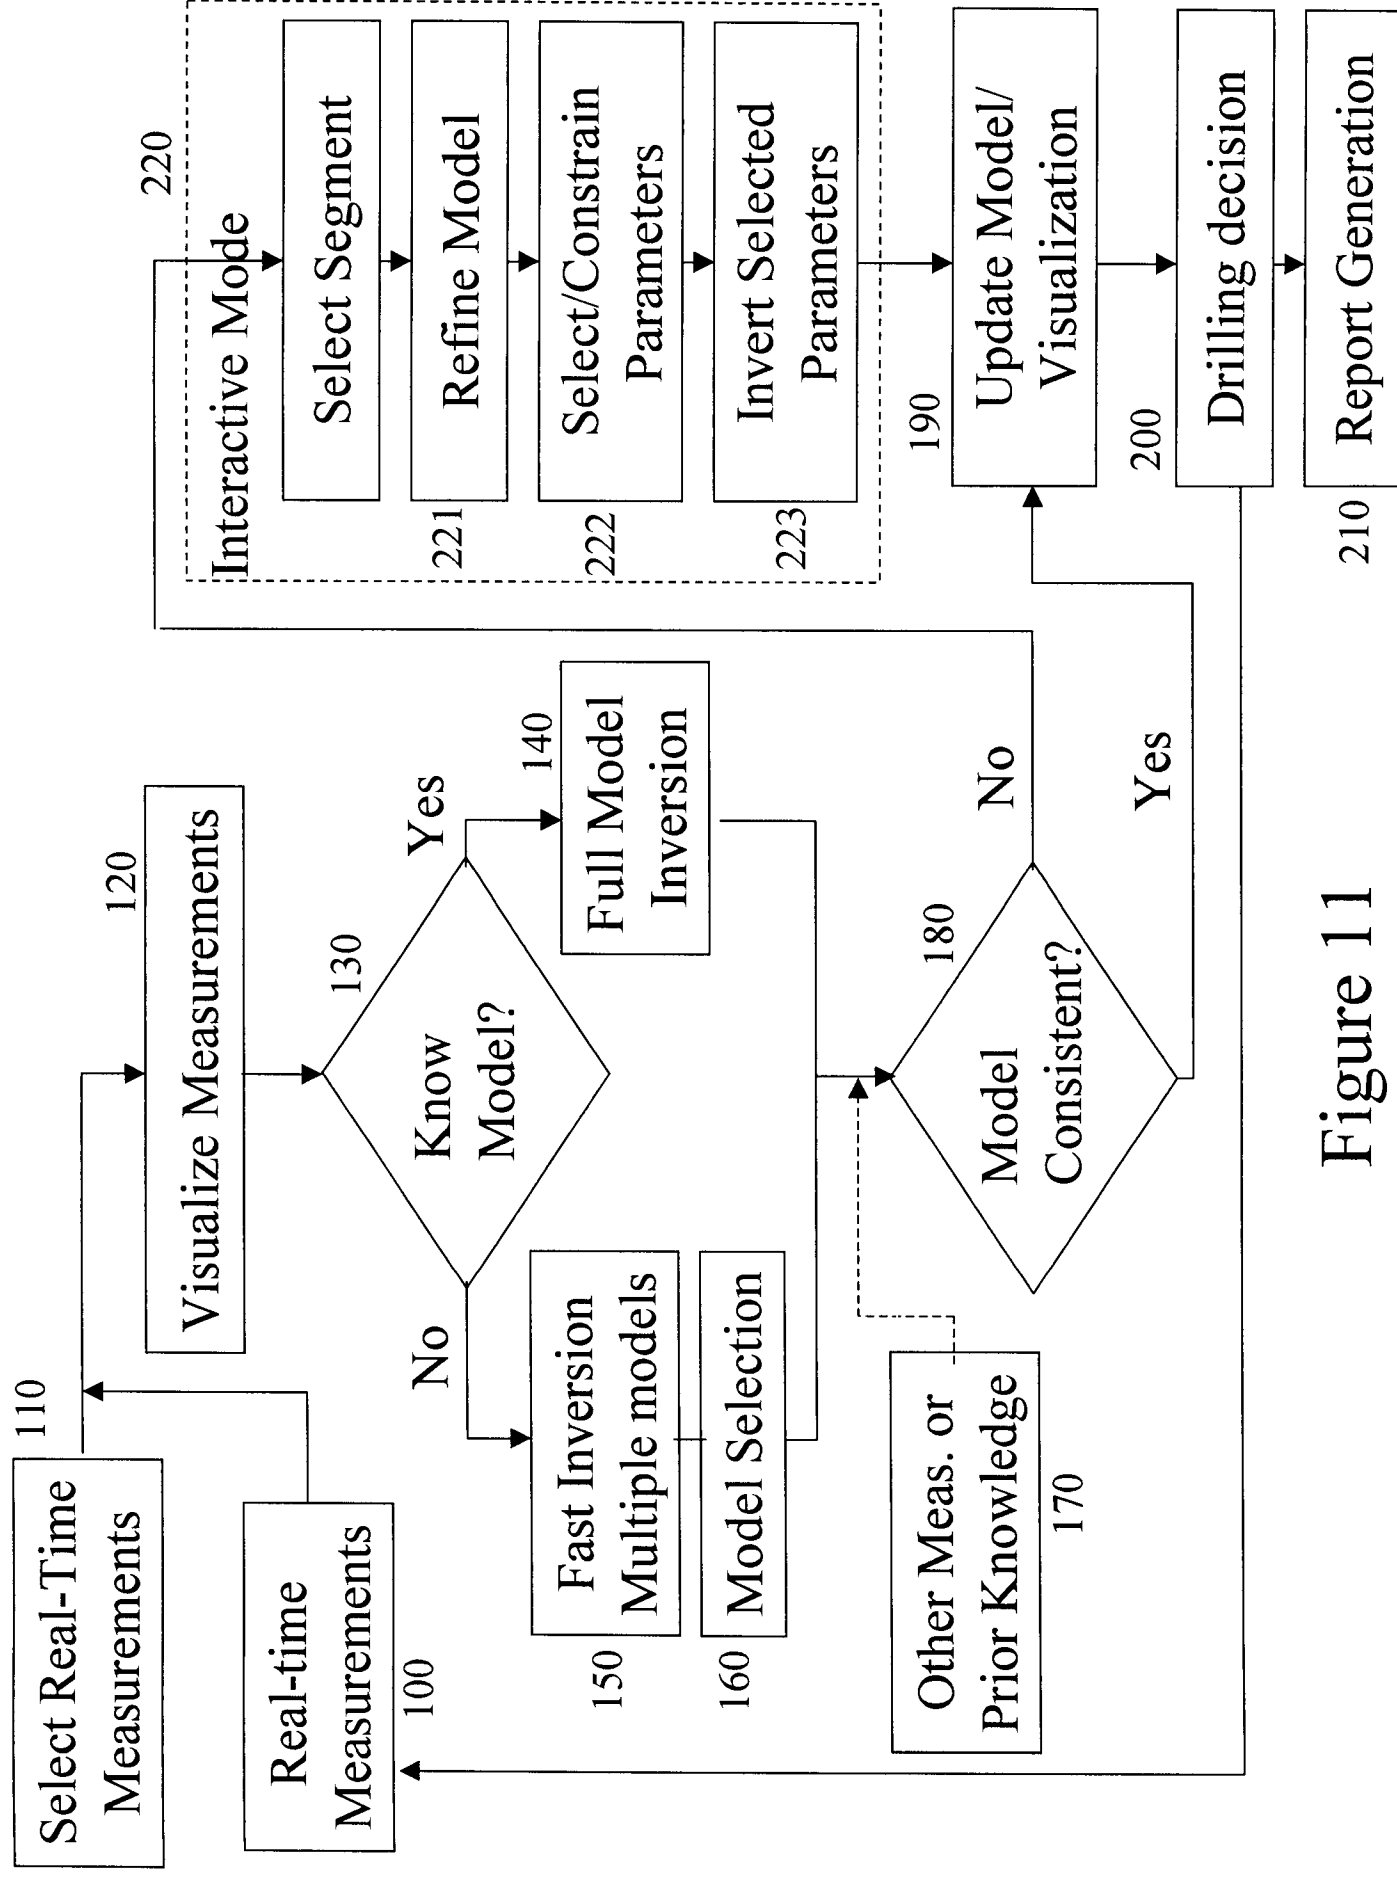 Select Real-Time
Measurements
110
Real-time
Measurements
100
120
Visualize Measurements
130
Know
Model?
No
Yes
140
Full Model
Inversion
Fast Inversion
Multiple models
150
Model Selection
160
Other Meas. or
Prior Knowledge
170
180
Model
Consistent?
No
Yes
220
Interactive Mode
Select Segment
Refine Model
221
Select/Constrain
Parameters
222
Invert Selected
Parameters
223
190
Update Model/
Visualization
200
Drilling decision
210
Report Generation
Figure 11